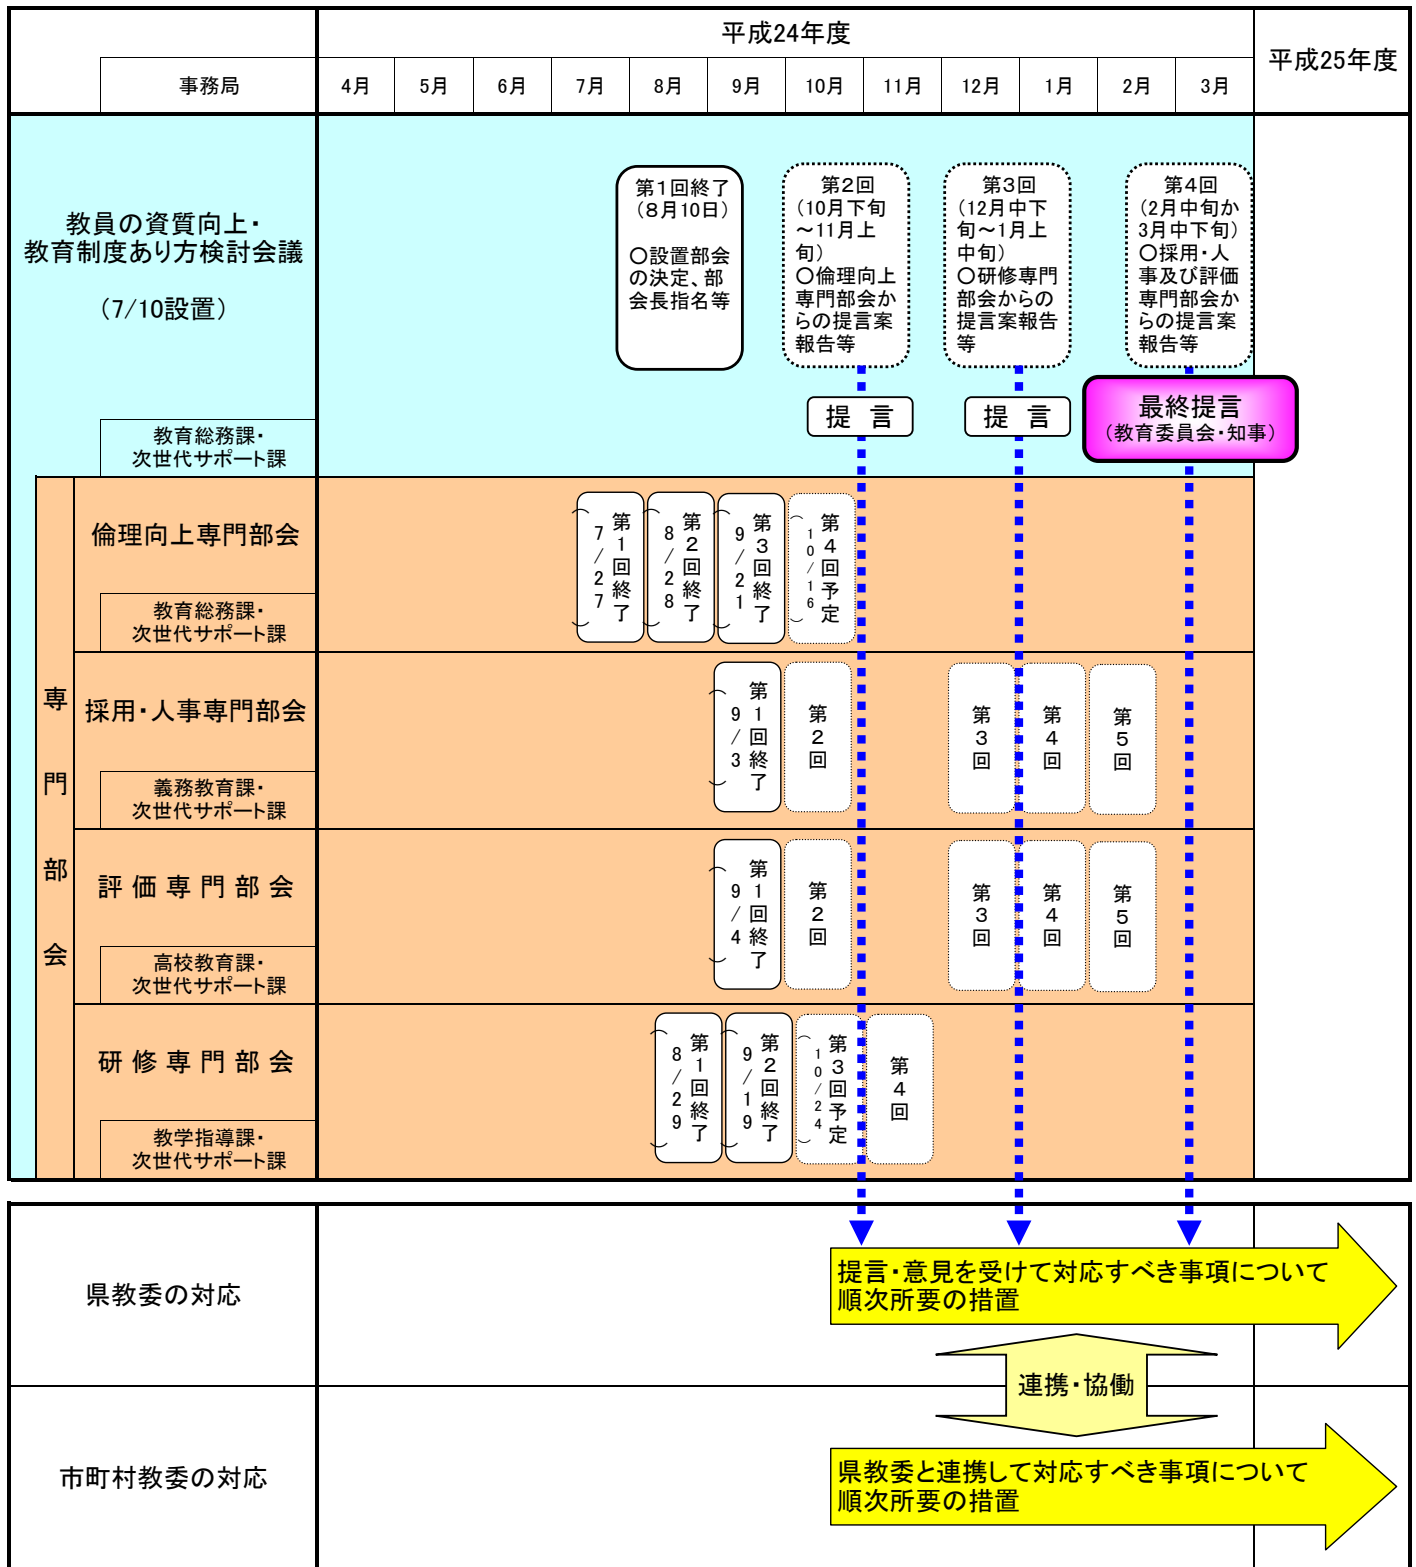 平成24年度
平成25年度
事務局
4月
5月
6月
7月
8月
9月
10月
11月
12月
1月
2月
3月
教員の資質向上・
教育制度あり方検討会議
（7/10設置）
教育総務課・
次世代サポート課
第1回終了
（8月10日）
○設置部会
の決定、部
会長指名等
第2回
（10月下旬
～11月上
旬）
○倫理向上
専門部会か
らの提言案
報告等
第3回
（12月中下
旬～1月上
中旬）
○研修専門
部会からの
提言案報告
等
第4回
（2月中旬か
3月中下旬）
○採用・人
事及び評価
専門部会か
らの提言案
報告等
提 言
提 言
最終提言
（教育委員会・知事）
専門部会
倫理向上専門部会
教育総務課・
次世代サポート課
第1回終了
（7/27）
第2回終了
（8/28）
第3回終了
（9/21）
第4回予定
（10/16）
採用・人事専門部会
義務教育課・
次世代サポート課
第1回終了
（9/3）
第2回
第3回
第4回
第5回
評価専門部会
高校教育課・
次世代サポート課
第1回終了
（9/4）
第2回
第3回
第4回
第5回
研修専門部会
教学指導課・
次世代サポート課
第1回終了
（8/29）
第2回終了
（9/19）
第3回予定
（10/24）
第4回
県教委の対応
提言・意見を受けて対応すべき事項について
順次所要の措置
連携・協働
市町村教委の対応
県教委と連携して対応すべき事項について
順次所要の措置